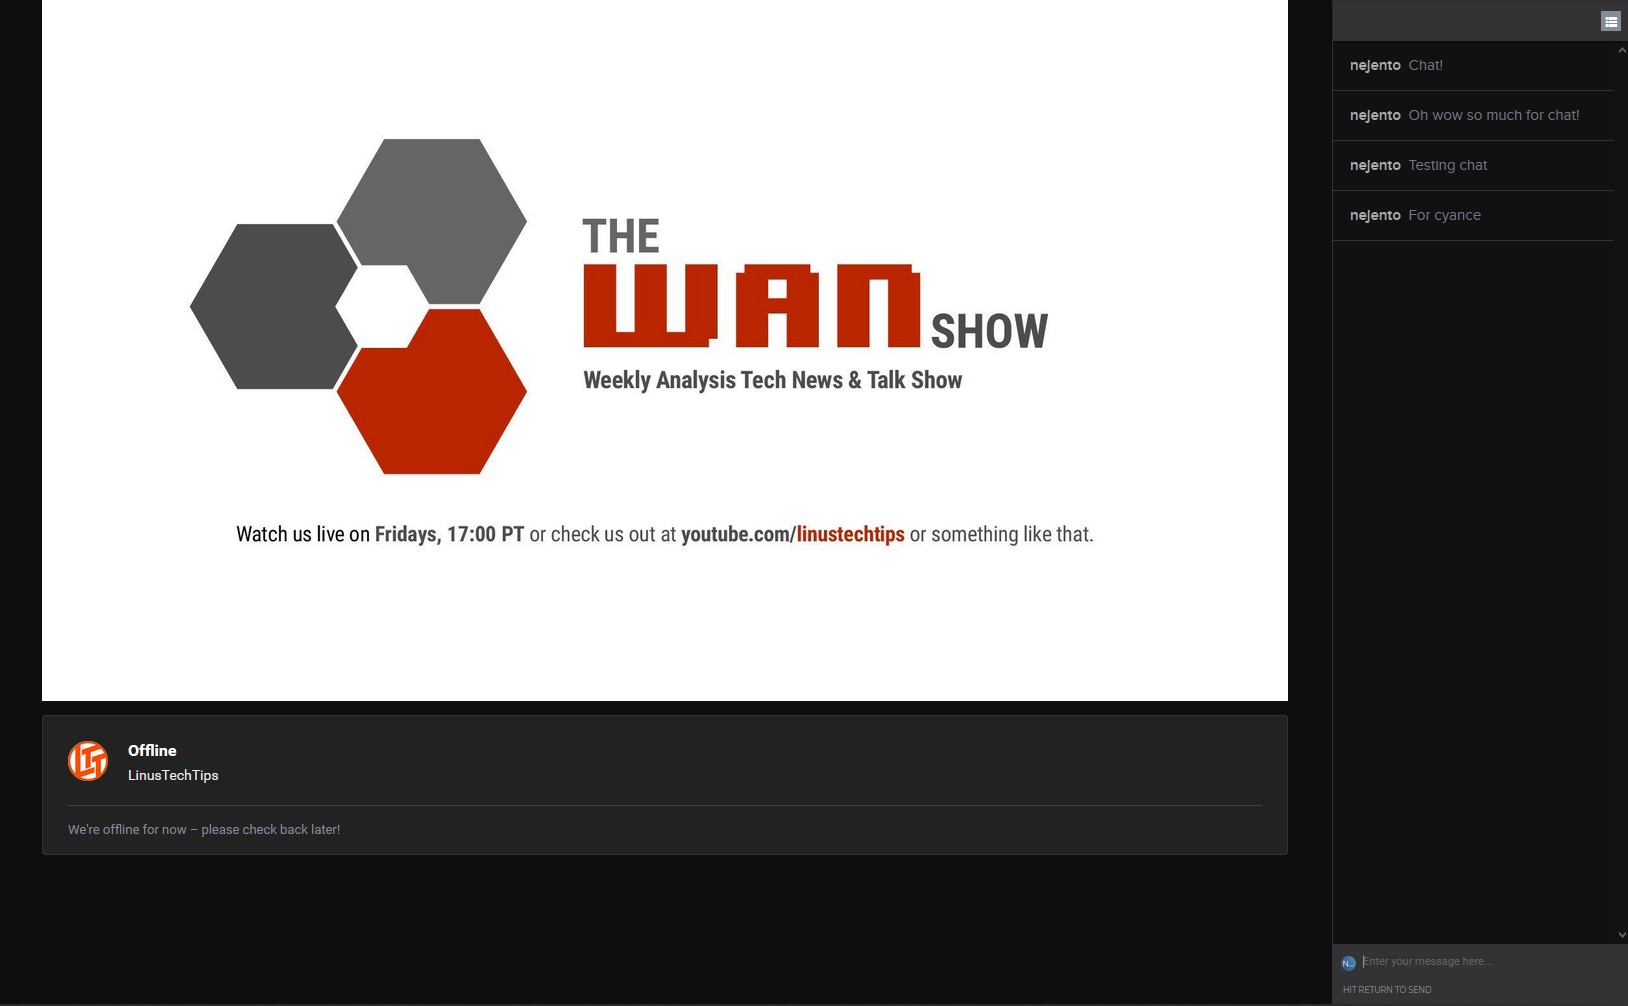 THE
WAN SHOW
Weekly Analysis Tech News & Talk Show
Watch us live on Fridays, 17:00 PT or check us out at youtube.com/linustechtips or something like that.
LTT
Offline
LinusTechTips
We're offline for now – please check back later!
nejento Chat!
nejento Oh wow so much for chat!
nejento Testing chat
nejento For cyance
N...
Enter your message here...
HIT RETURN TO SEND